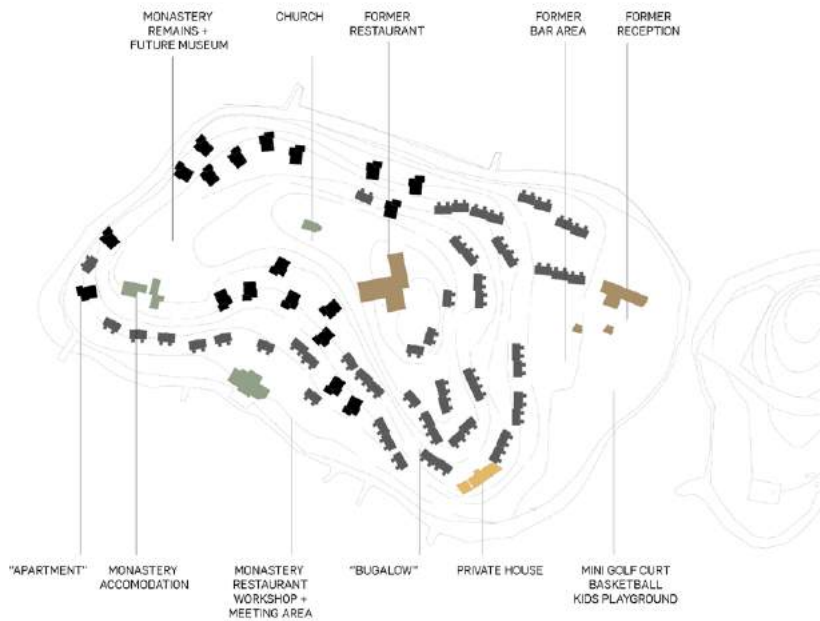 MONASTERY
REMAINS +
FUTURE MUSEUM
CHURCH
FORMER
RESTAURANT
FORMER
BAR AREA
FORMER
RECEPTION
"APARTMENT"
MONASTERY
ACCOMODATION
MONASTERY
RESTAURANT
WORKSHOP +
MEETING AREA
"BUGALOW"
PRIVATE HOUSE
MINI GOLF CURT
BASKETBALL
KIDS PLAYGROUND